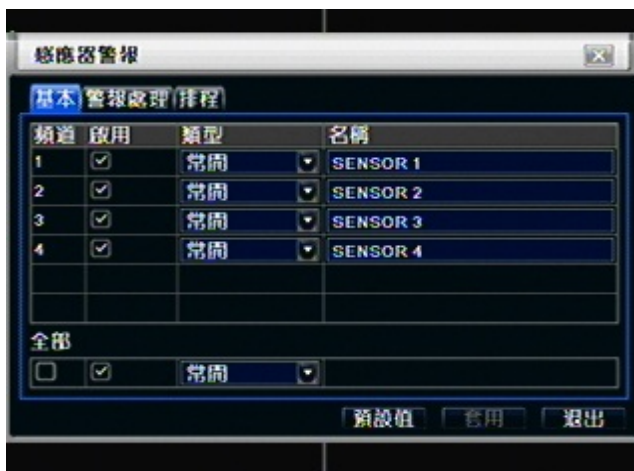 感應器警報
基本 警報處理 排程
頻道 啟用 類型 名稱
1 常開 SENSOR 1
2 常開 SENSOR 2
3 常開 SENSOR 3
4 常開 SENSOR 4
全部
常開
預設值 套用 退出